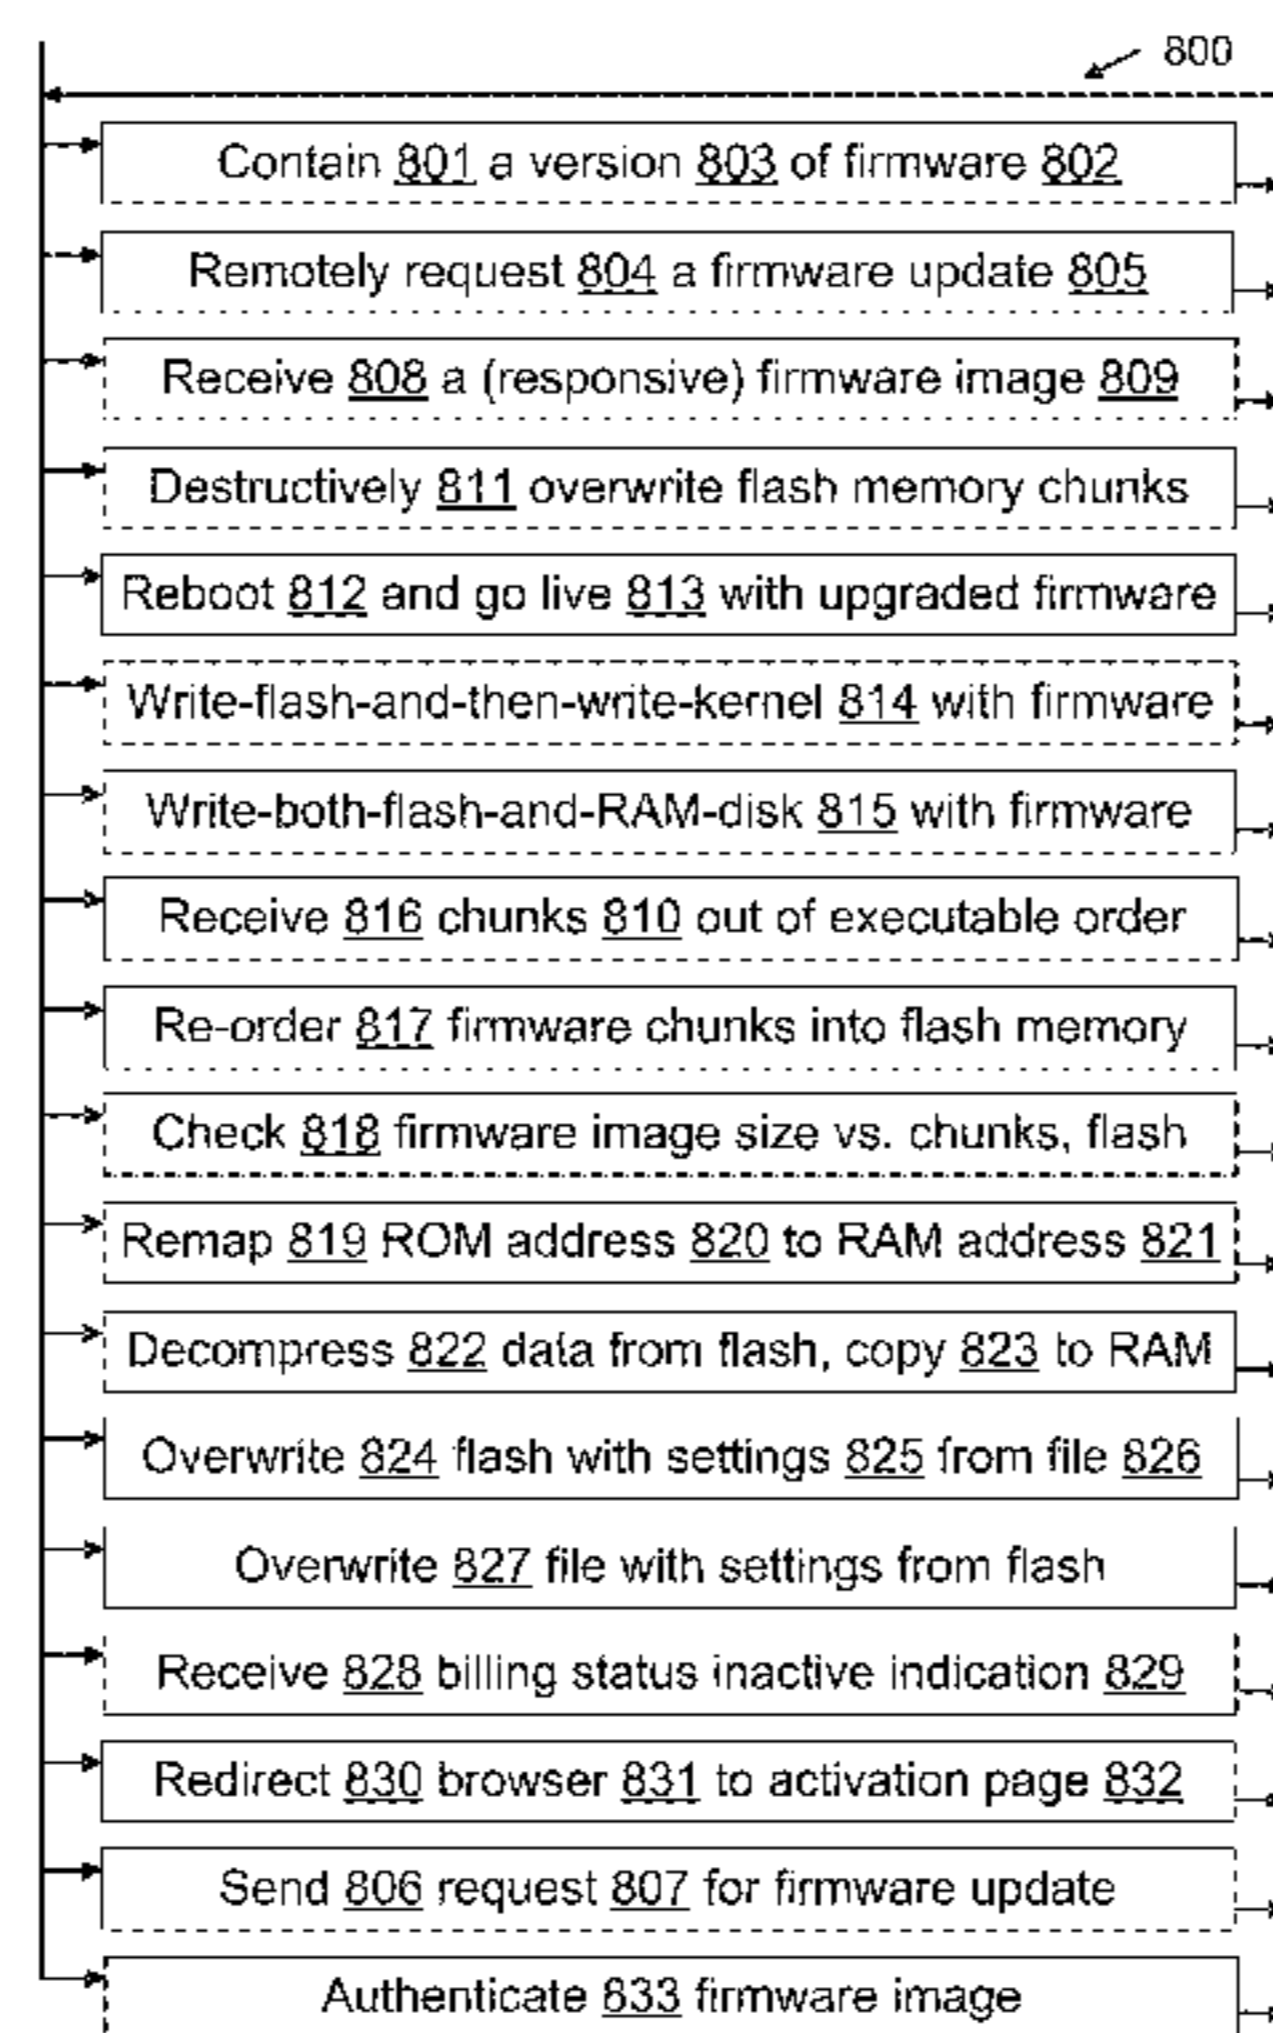 800
Contain 801 a version 803 of firmware 802
Remotely request 804 a firmware update 805
Receive 808 a (responsive) firmware image 809
Destructively 811 overwrite flash memory chunks
Reboot 812 and go live 813 with upgraded firmware
Write-flash-and-then-write-kernel 814 with firmware
Write-both-flash-and-RAM-disk 815 with firmware
Receive 816 chunks 810 out of executable order
Re-order 817 firmware chunks into flash memory
Check 818 firmware image size vs. chunks, flash
Remap 819 ROM address 820 to RAM address 821
Decompress 822 data from flash, copy 823 to RAM
Overwrite 824 flash with settings 825 from file 826
Overwrite 827 file with settings from flash
Receive 828 billing status inactive indication 829
Redirect 830 browser 831 to activation page 832
Send 806 request 807 for firmware update
Authenticate 833 firmware image